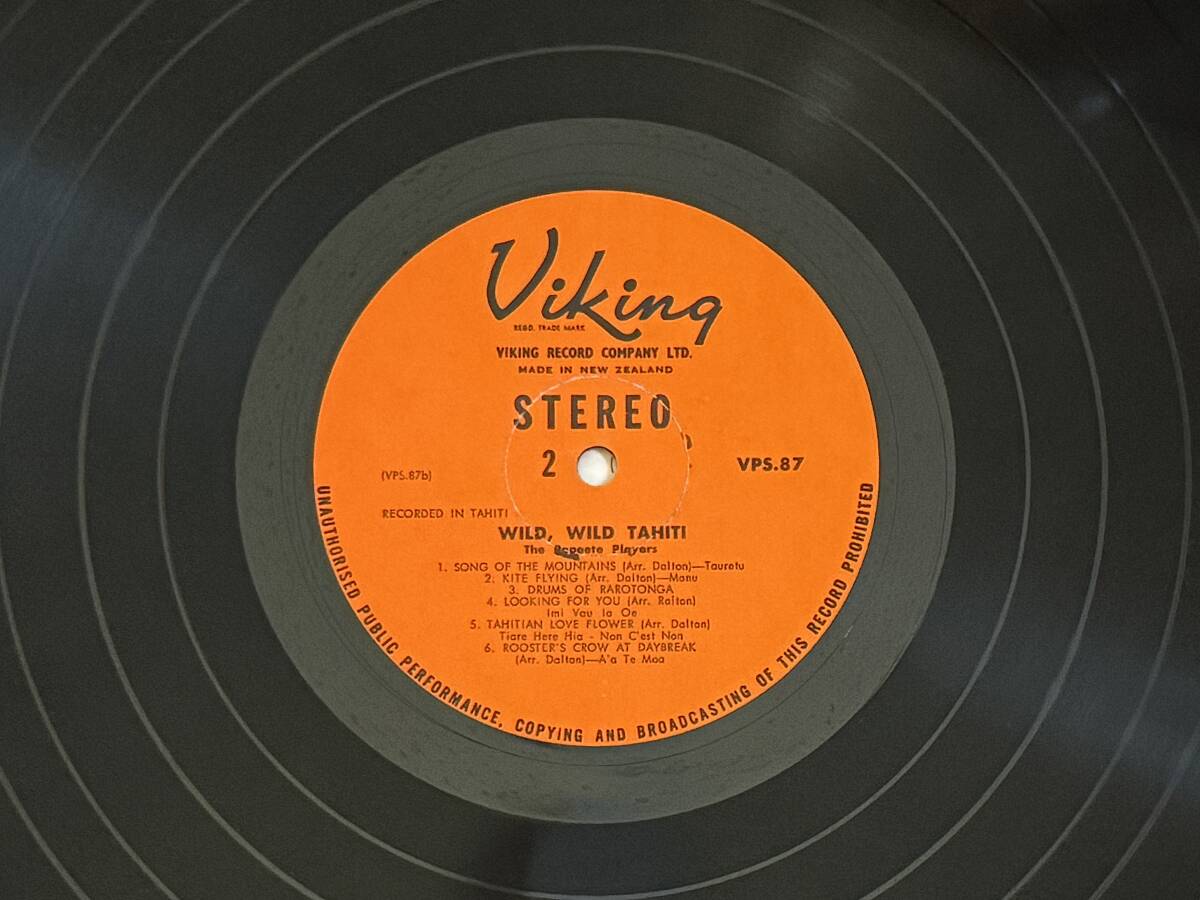 Viking
REGD. TRADE MARK
VIKING RECORD COMPANY LTD.
MADE IN NEW ZEALAND
STEREO
2
VPS.87
(VPS.87b)
RECORDED IN TAHITI
WILD, WILD TAHITI
The Papeete Players
1. SONG OF THE MOUNTAINS (Arr. Dalton)—Tauretu
2. KITE FLYING (Arr. Dalton)—Manu
3. DRUMS OF RAROTONGA
4. LOOKING FOR YOU (Arr. Ralton)
Imi Vau Ia Oe
5. TAHITIAN LOVE FLOWER (Arr. Dalton)
Tiare Here Hia - Non C'est Non
6. ROOSTER'S CROW AT DAYBREAK
(Arr. Dalton)—A'a Te Moa
UNAUTHORISED PUBLIC PERFORMANCE, COPYING AND BROADCASTING OF THIS RECORD PROHIBITED